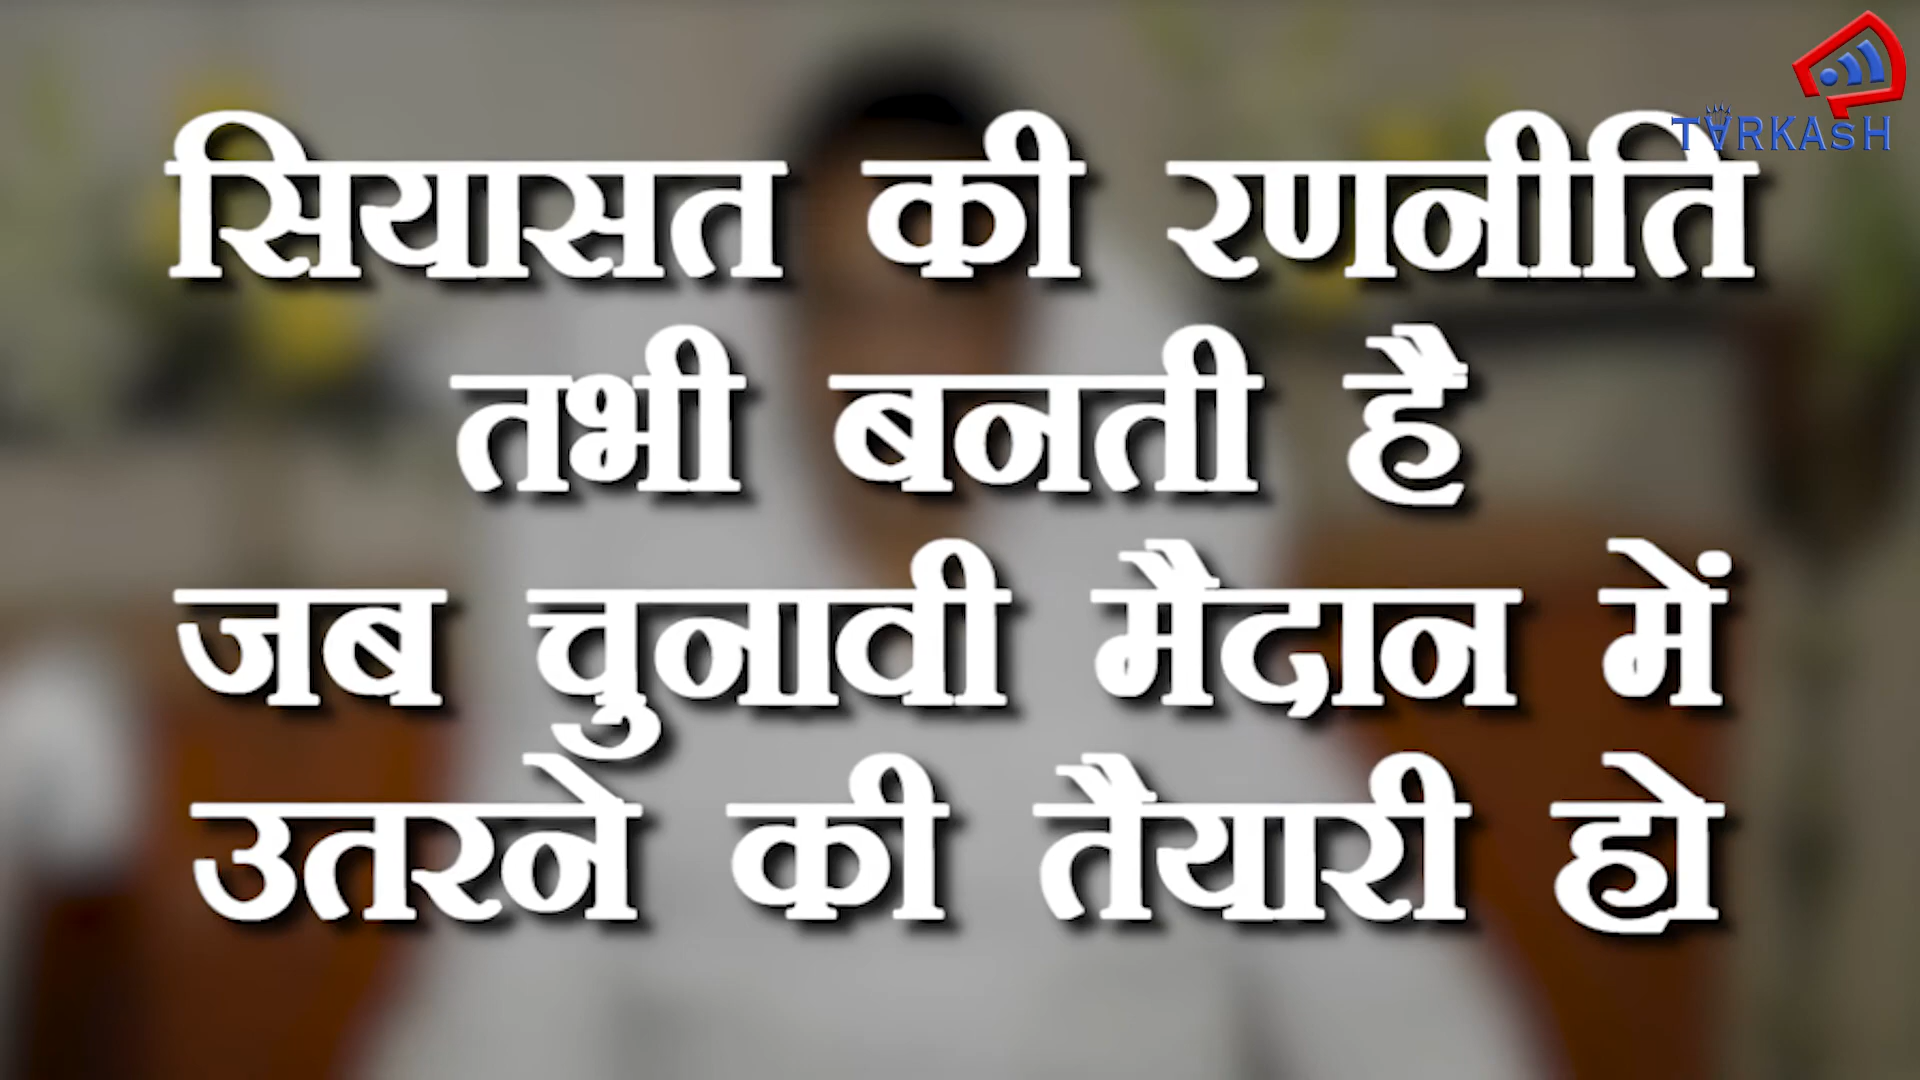 TARKASH
सियासत की रणनीति
तभी बनती है
जब चुनावी मैदान में
उतरने की तैयारी हो